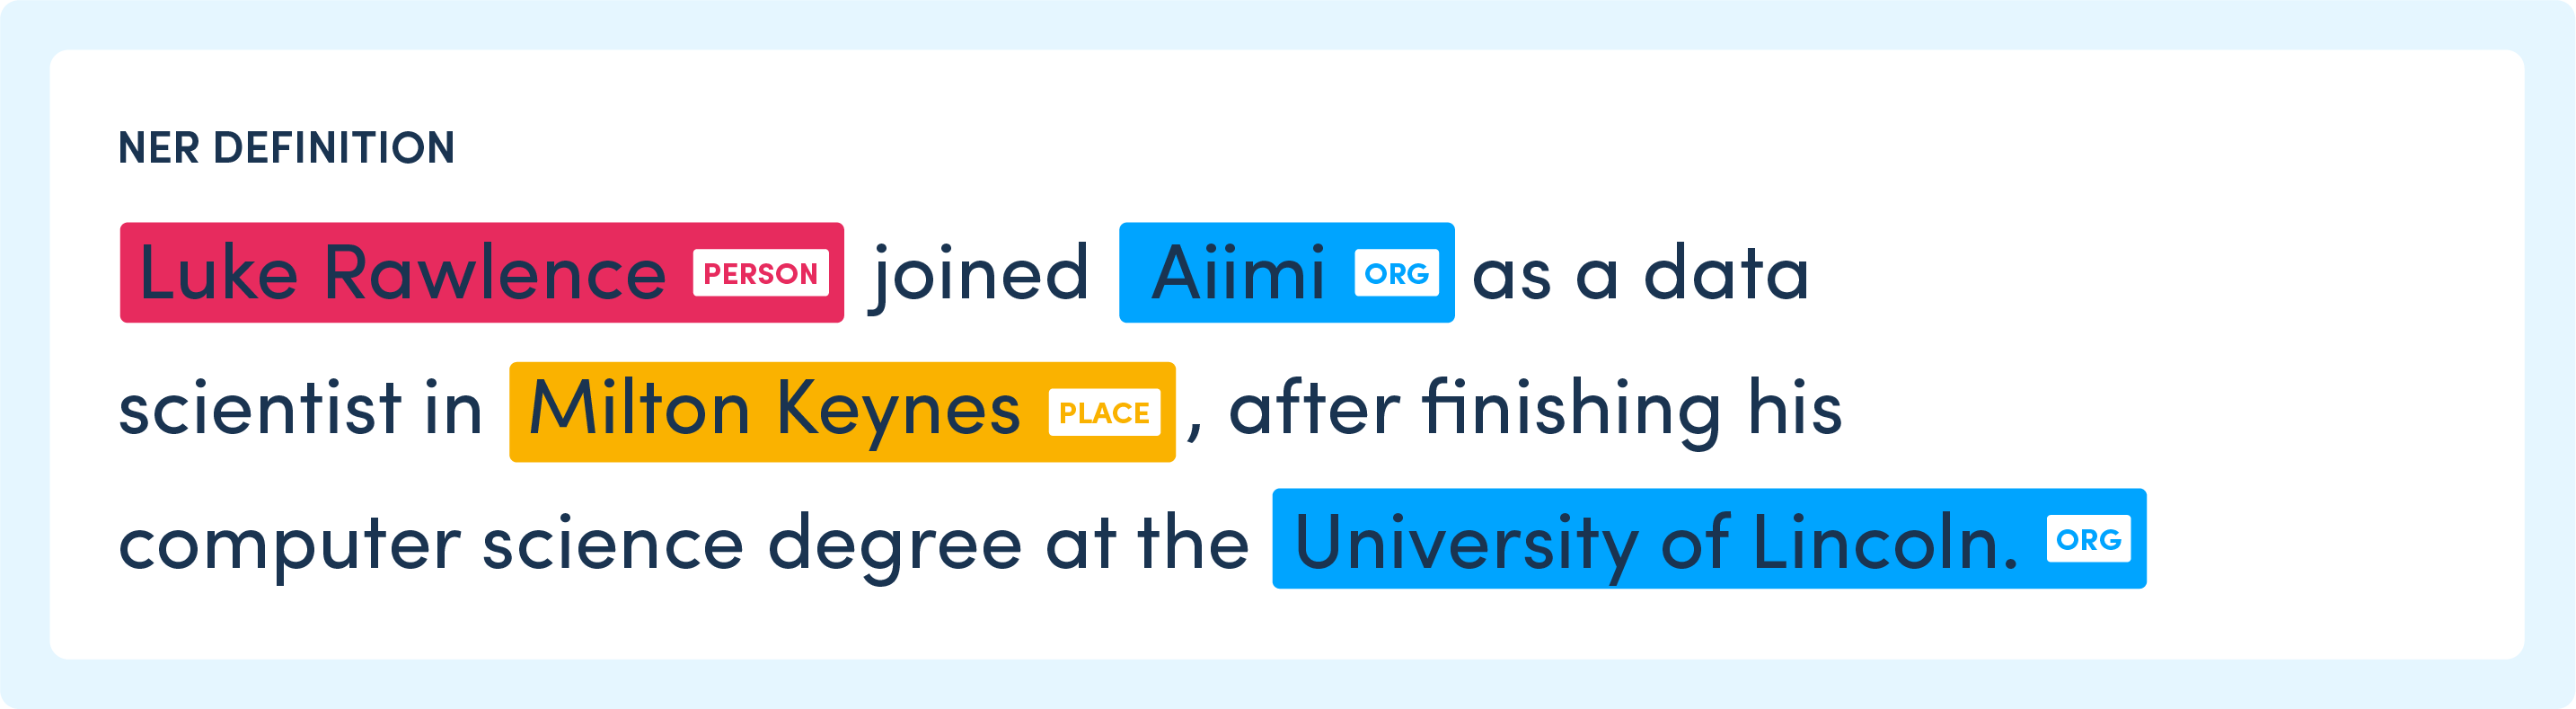 NER DEFINITION
Luke Rawlence PERSON joined Aiimi ORG as a data
scientist in Milton Keynes PLACE , after finishing his
computer science degree at the University of Lincoln. ORG